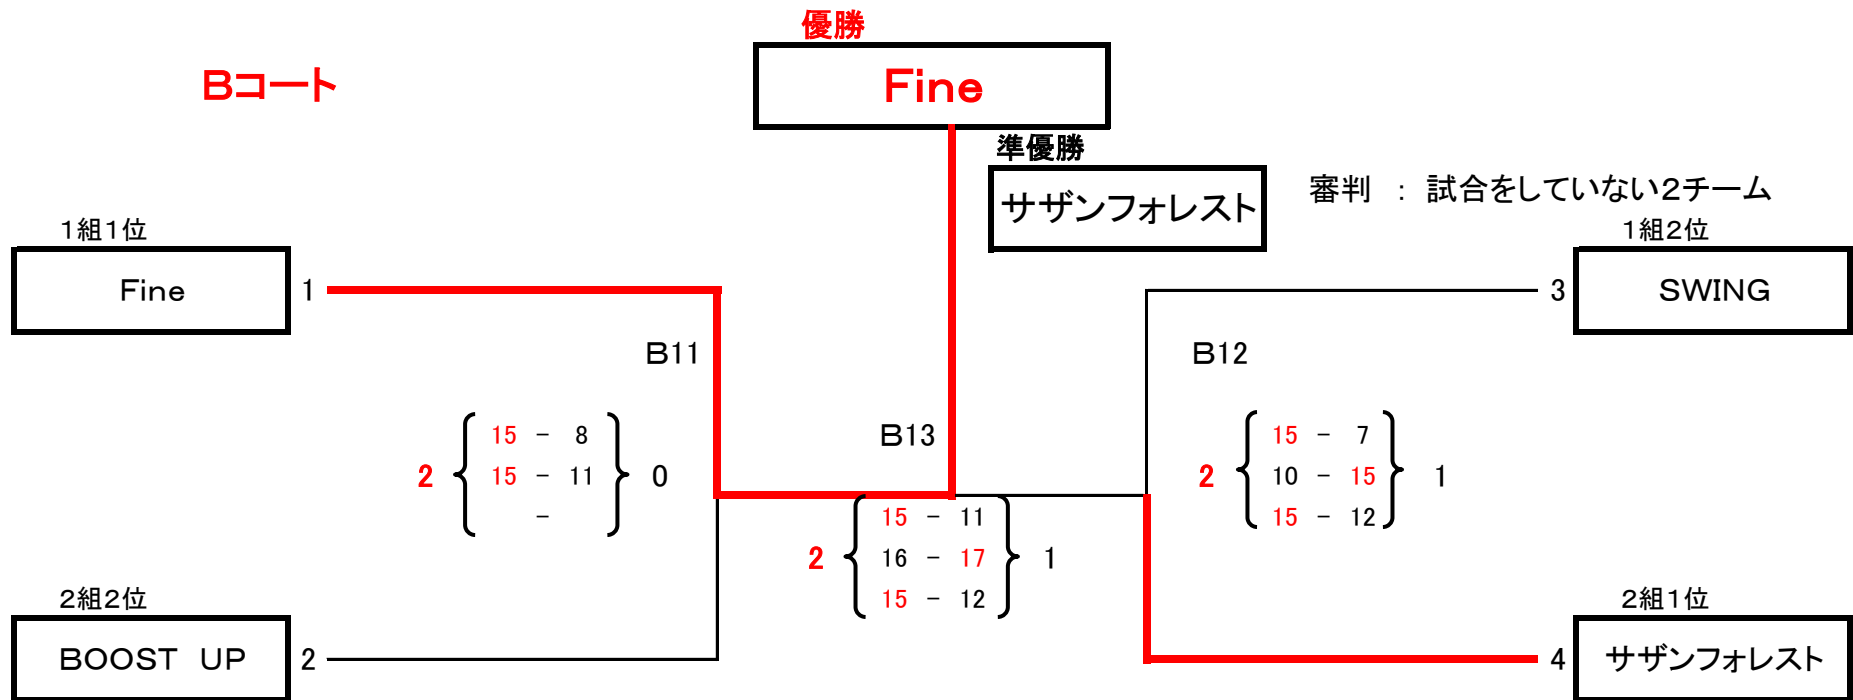 優勝
Bコート
Fine
準優勝
サザンフォレスト
審判 : 試合をしていない2チーム
1組1位
1組2位
Fine
1
3
SWING
B11
B12
15 - 8
15 - 7
B13
2
15 - 11
0
2
10 - 15
1
-
15 - 11
15 - 12
2
16 - 17
1
15 - 12
2組2位
2組1位
BOOST UP
2
4
サザンフォレスト